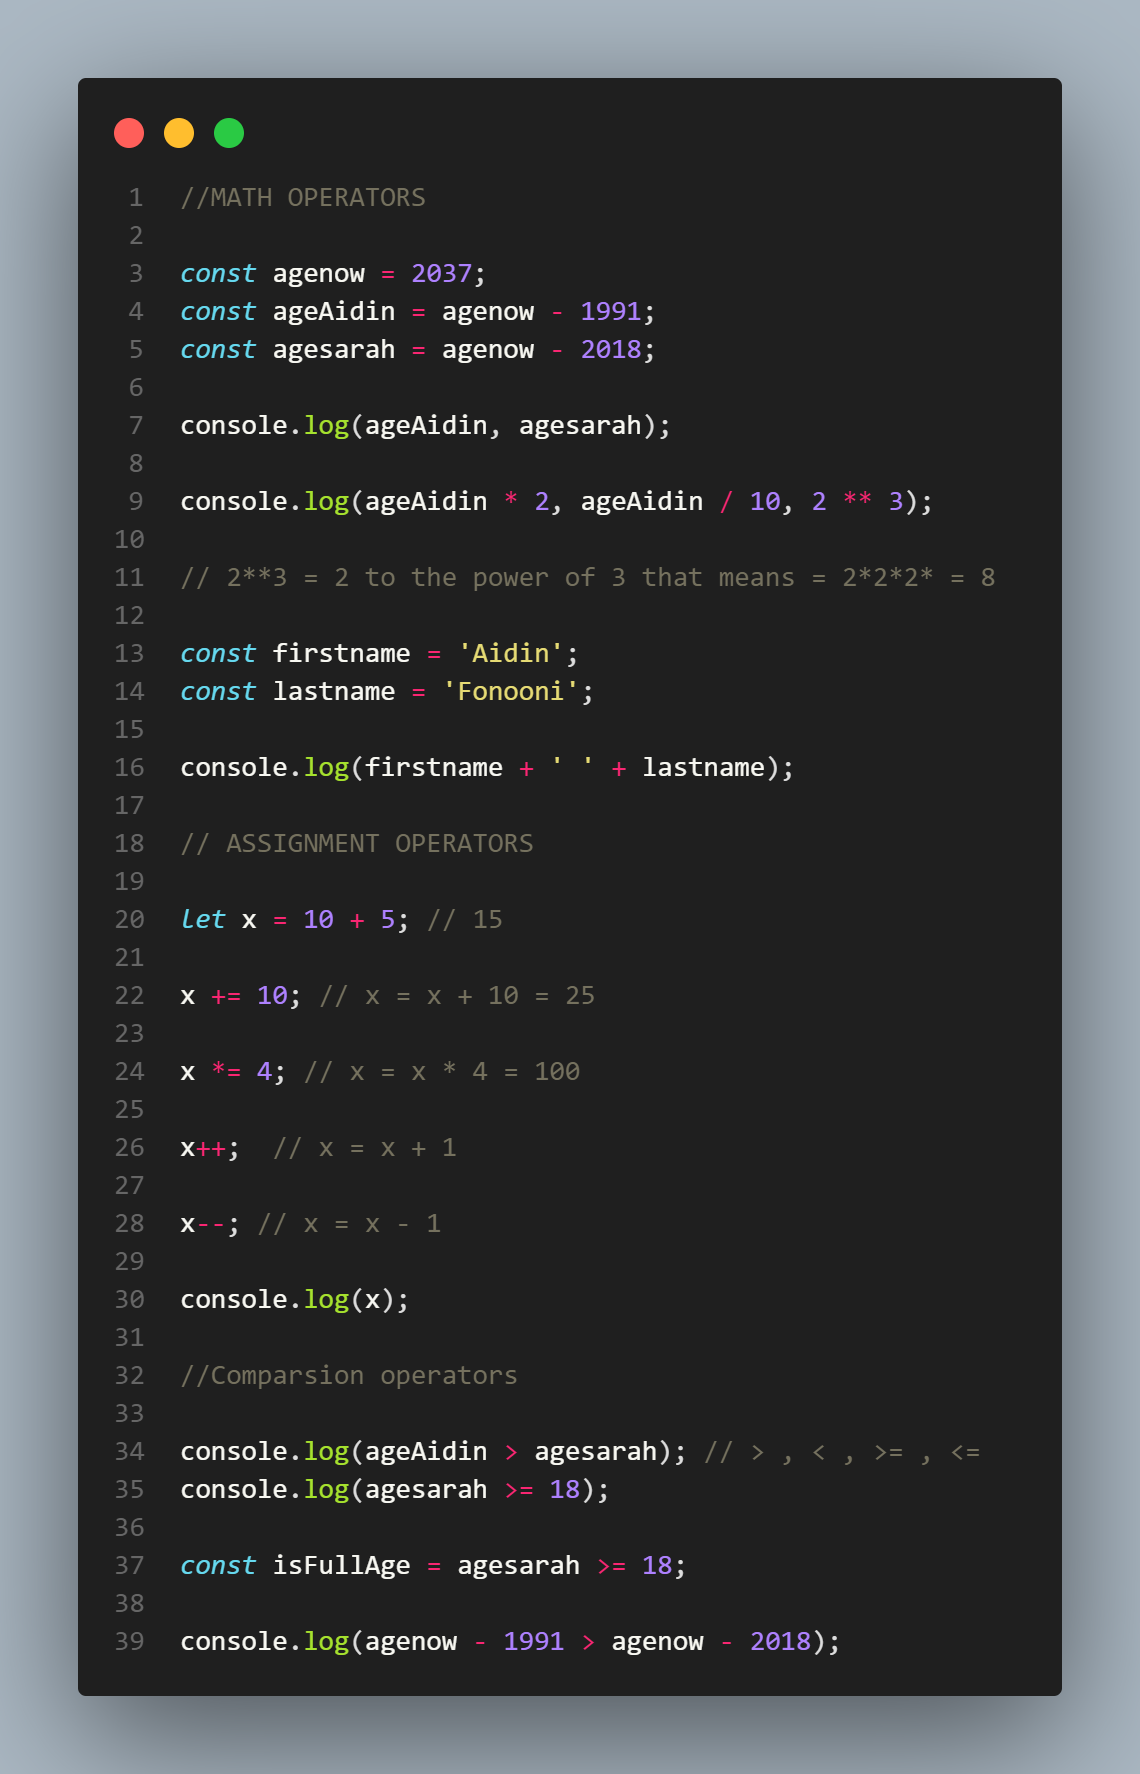 1 //MATH OPERATORS
2
3 const agenow = 2037;
4 const ageAidin = agenow - 1991;
5 const agesarah = agenow - 2018;
6
7 console.log(ageAidin, agesarah);
8
9 console.log(ageAidin * 2, ageAidin / 10, 2 ** 3);
10
11 // 2**3 = 2 to the power of 3 that means = 2*2*2* = 8
12
13 const firstname = 'Aidin';
14 const lastname = 'Fonooni';
15
16 console.log(firstname + ' ' + lastname);
17
18 // ASSIGNMENT OPERATORS
19
20 let x = 10 + 5; // 15
21
22 x += 10; // x = x + 10 = 25
23
24 x *= 4; // x = x * 4 = 100
25
26 x++;  // x = x + 1
27
28 x--; // x = x - 1
29
30 console.log(x);
31
32 //Comparsion operators
33
34 console.log(ageAidin > agesarah); // > , < , >= , <=
35 console.log(agesarah >= 18);
36
37 const isFullAge = agesarah >= 18;
38
39 console.log(agenow - 1991 > agenow - 2018);